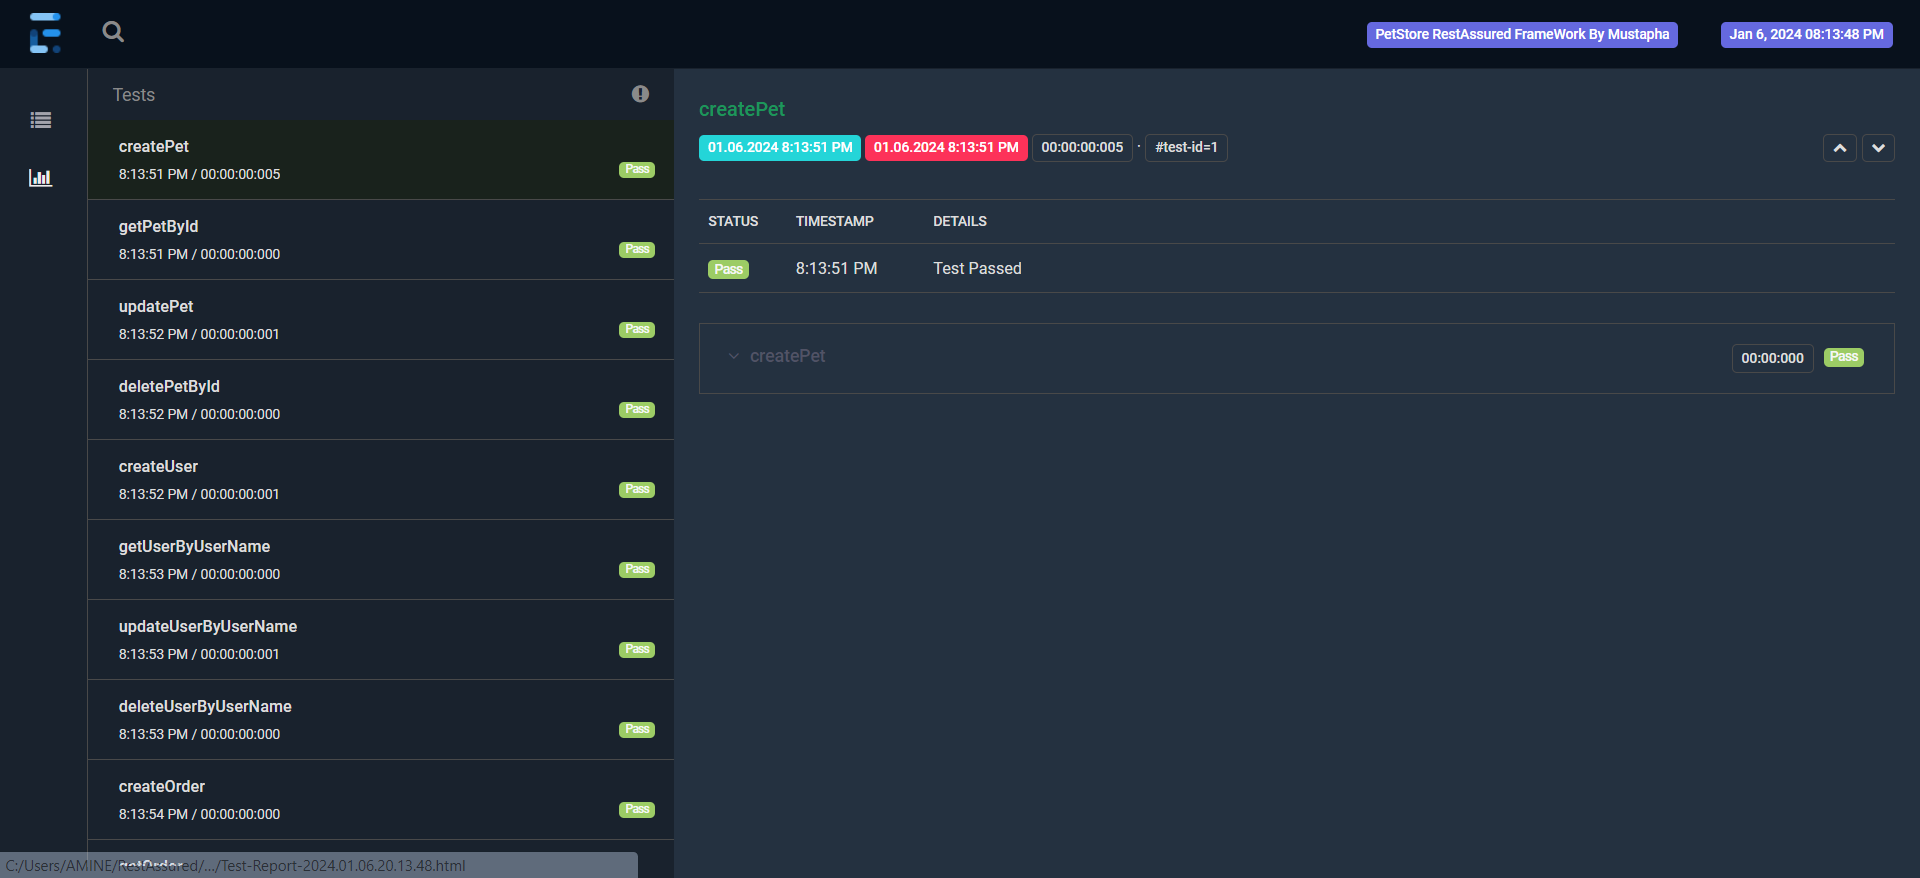 PetStore RestAssured FrameWork By Mustapha
Jan 6, 2024 08:13:48 PM
Tests
createPet
8:13:51 PM / 00:00:00:005
Pass
getPetById
8:13:51 PM / 00:00:00:000
Pass
updatePet
8:13:52 PM / 00:00:00:001
Pass
deletePetById
8:13:52 PM / 00:00:00:000
Pass
createUser
8:13:52 PM / 00:00:00:001
Pass
getUserByUserName
8:13:53 PM / 00:00:00:000
Pass
updateUserByUserName
8:13:53 PM / 00:00:00:001
Pass
deleteUserByUserName
8:13:53 PM / 00:00:00:000
Pass
createOrder
8:13:54 PM / 00:00:00:000
Pass
getOrder
C:/Users/AMINE/RestAssured/.../Test-Report-2024.01.06.20.13.48.html
createPet
01.06.2024 8:13:51 PM 01.06.2024 8:13:51 PM 00:00:00:005 · #test-id=1
STATUS TIMESTAMP DETAILS
Pass 8:13:51 PM Test Passed
createPet 00:00:000 Pass